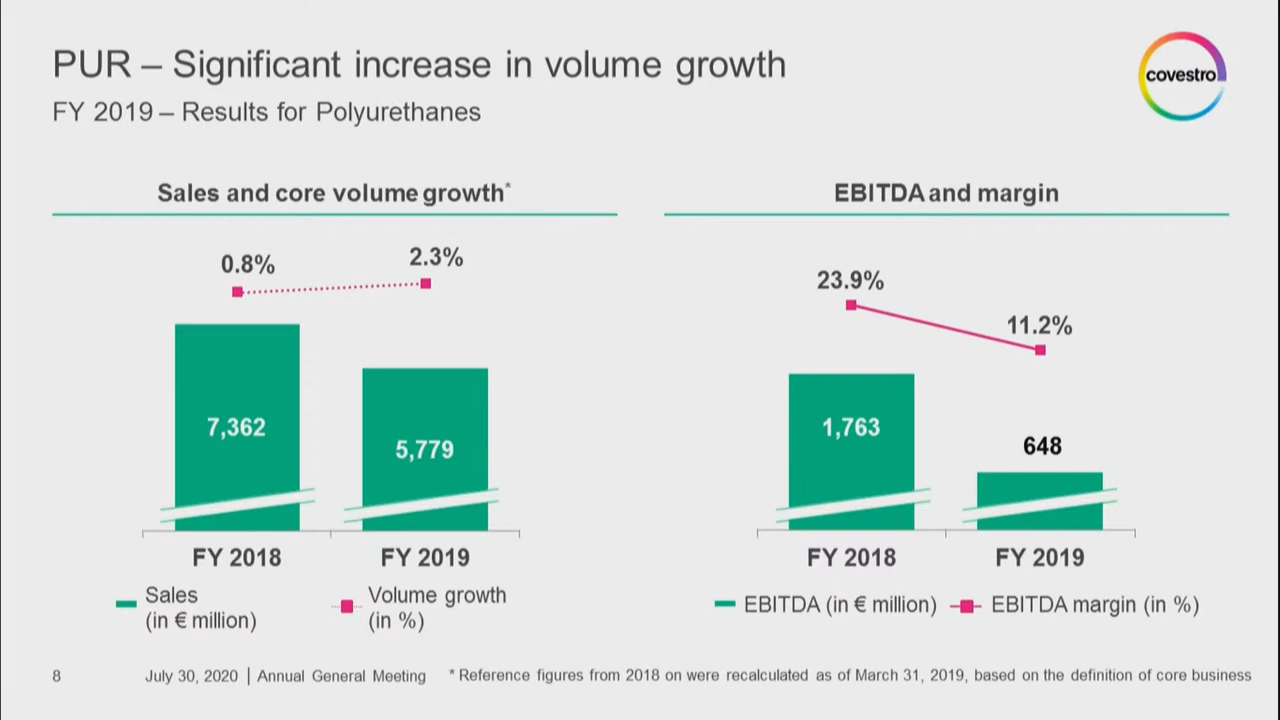 PUR – Significant increase in volume growth
FY 2019 – Results for Polyurethanes
covestro
Sales and core volume growth*
0.8%
2.3%
7,362
5,779
FY 2018
FY 2019
Sales
(in € million)
Volume growth
(in %)
EBITDA and margin
23.9%
11.2%
1,763
648
FY 2018
FY 2019
EBITDA (in € million)
EBITDA margin (in %)
8
July 30, 2020 | Annual General Meeting
* Reference figures from 2018 on were recalculated as of March 31, 2019, based on the definition of core business